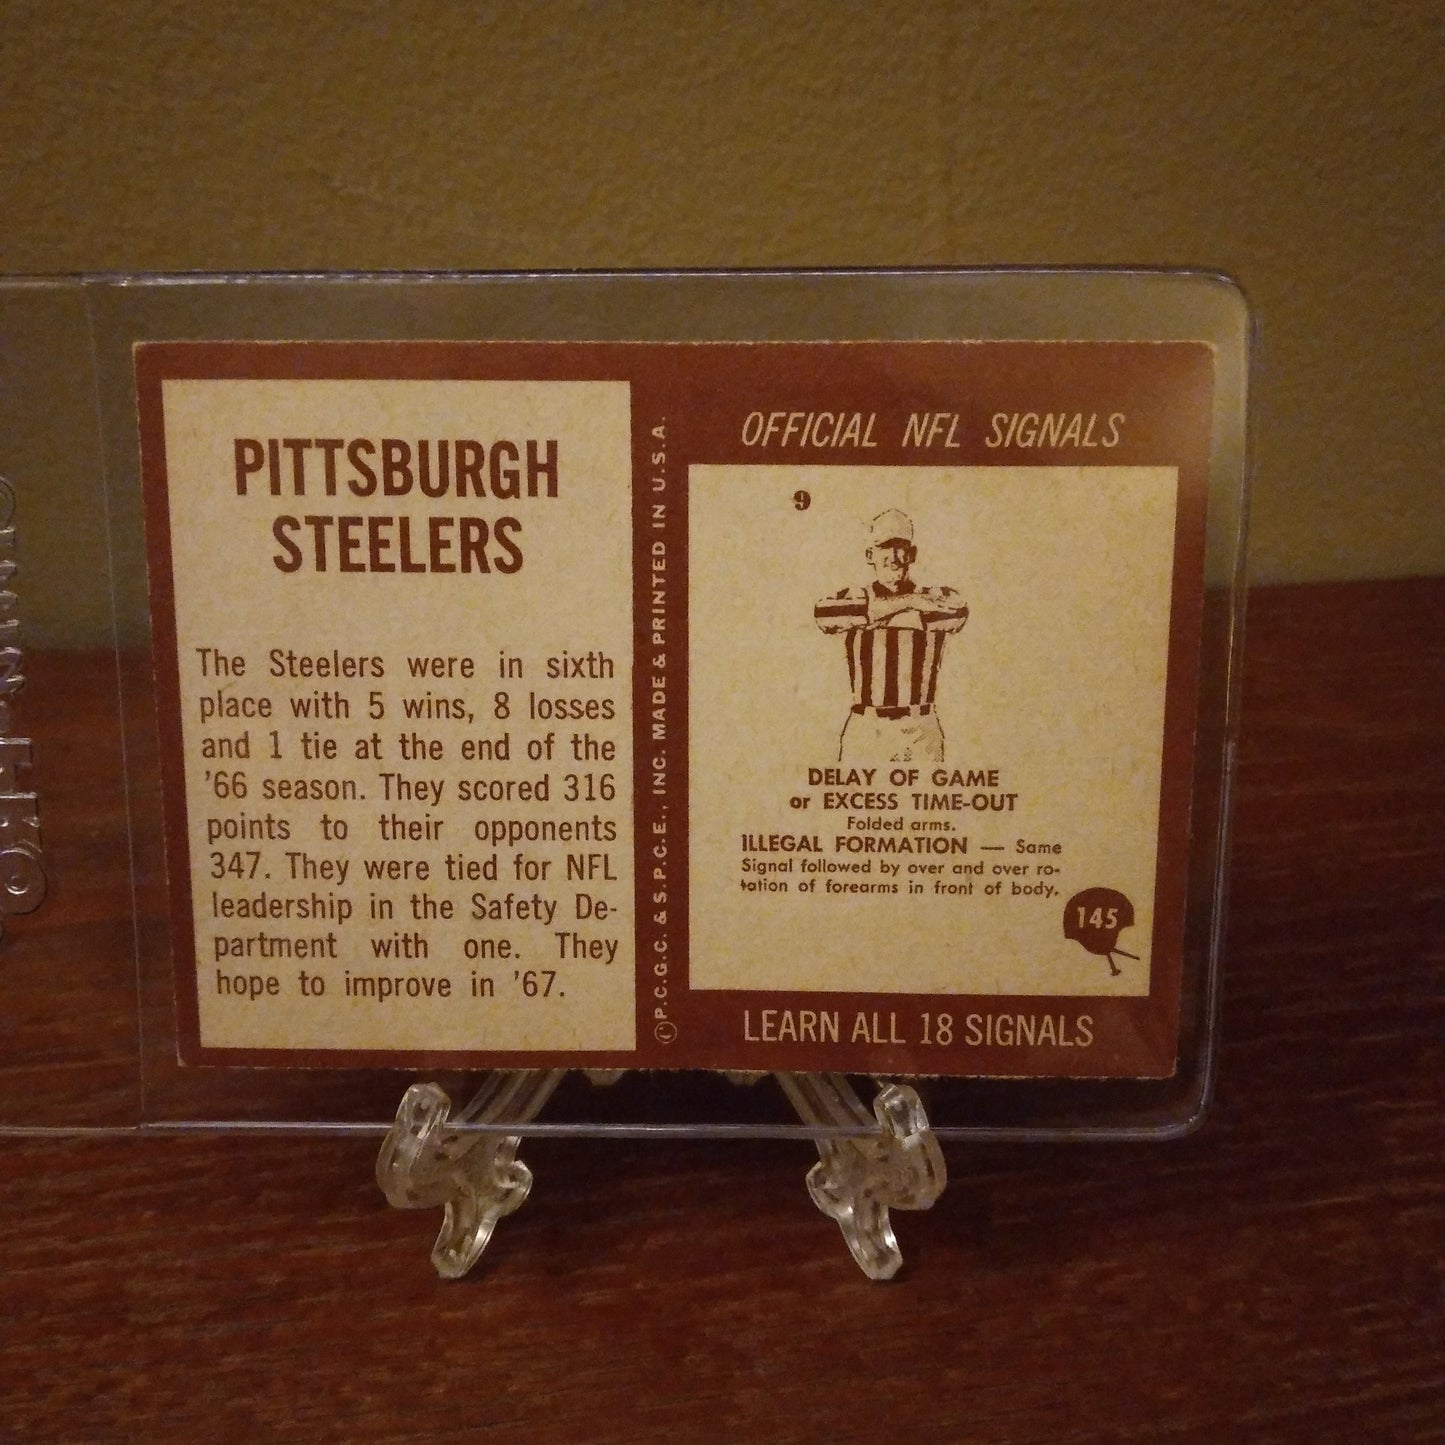 PITTSBURGH
STEELERS
The Steelers were in sixth
place with 5 wins, 8 losses
and 1 tie at the end of the
'66 season. They scored 316
points to their opponents
347. They were tied for NFL
leadership in the Safety De-
partment with one. They
hope to improve in '67.
©P.C.G.C. & S.P.C.E., INC. MADE & PRINTED IN U.S.A.
OFFICIAL NFL SIGNALS
9
DELAY OF GAME
or EXCESS TIME-OUT
Folded arms.
ILLEGAL FORMATION — Same
Signal followed by over and over ro-
tation of forearms in front of body.
145
LEARN ALL 18 SIGNALS